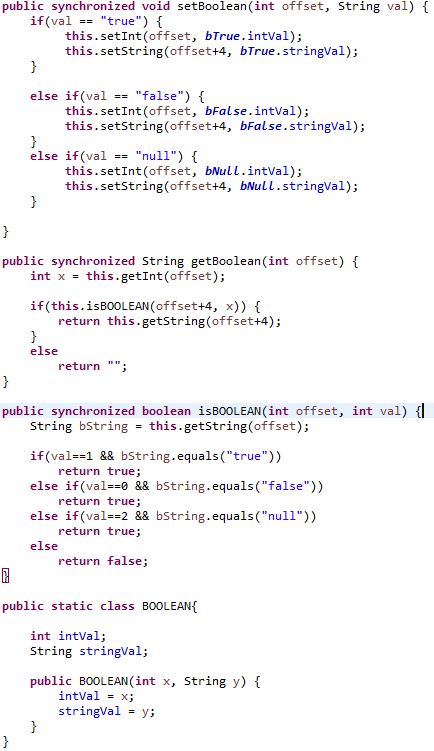 public synchronized void setBoolean(int offset, String val) {
    if(val == "true") {
        this.setInt(offset, bTrue.intVal);
        this.setString(offset+4, bTrue.stringVal);
    }
    else if(val == "false") {
        this.setInt(offset, bFalse.intVal);
        this.setString(offset+4, bFalse.stringVal);
    }
    else if(val == "null") {
        this.setInt(offset, bNull.intVal);
        this.setString(offset+4, bNull.stringVal);
    }
}
public synchronized String getBoolean(int offset) {
    int x = this.getInt(offset);
    if(this.isBOOLEAN(offset+4, x)) {
        return this.getString(offset+4);
    }
    else
        return "";
}
public synchronized boolean isBOOLEAN(int offset, int val) {
    String bString = this.getString(offset);
    if(val==1 && bString.equals("true"))
        return true;
    else if(val==0 && bString.equals("false"))
        return true;
    else if(val==2 && bString.equals("null"))
        return true;
    else
        return false;
}
public static class BOOLEAN{
    int intVal;
    String stringVal;
    public BOOLEAN(int x, String y) {
        intVal = x;
        stringVal = y;
    }
}